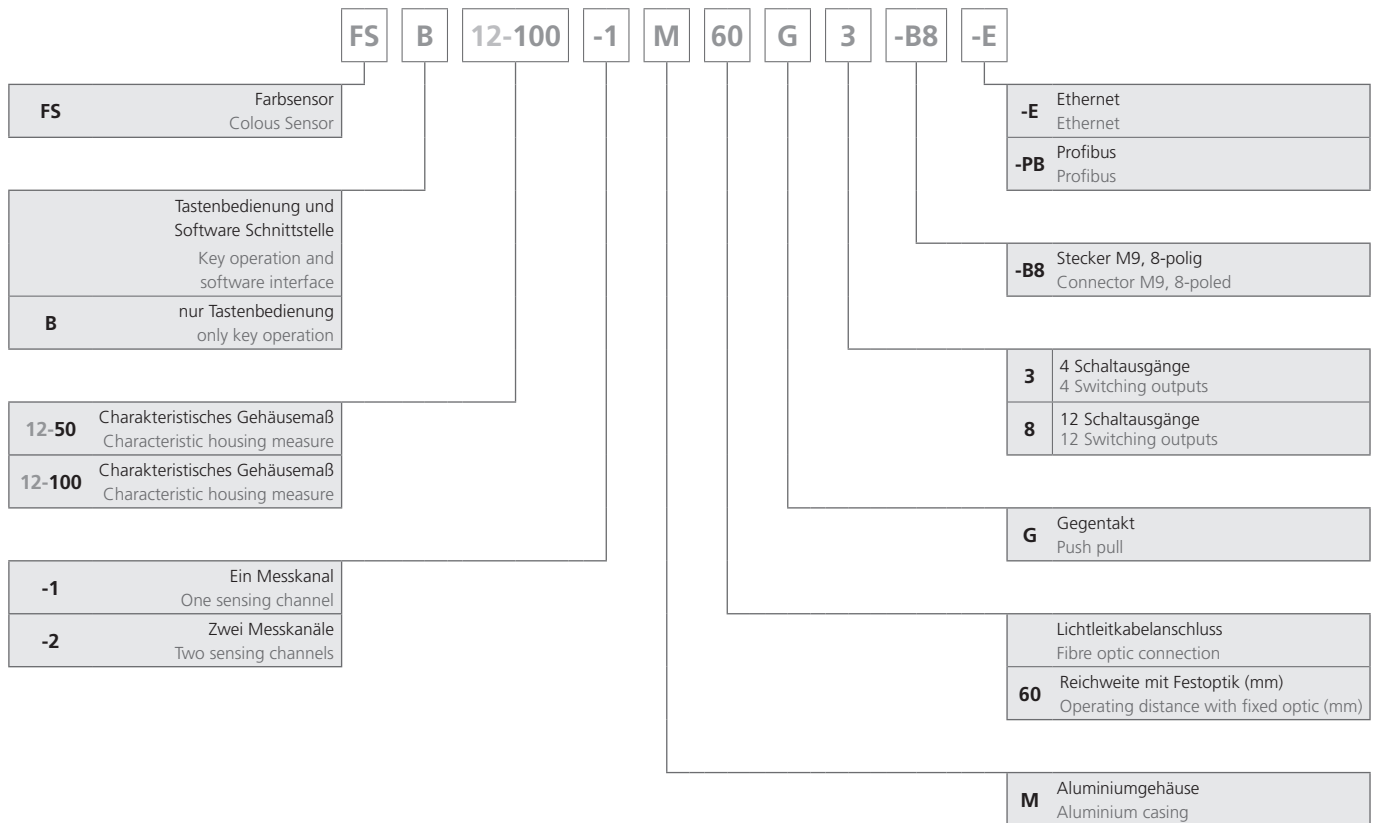 FS B 12-100 -1 M 60 G 3 -B8 -E
FS
Farbsensor
Colous Sensor
Tastenbedienung und
Software Schnittstelle
Key operation and
software interface
B
nur Tastenbedienung
only key operation
12-50
Charakteristisches Gehäusemaß
Characteristic housing measure
12-100
Charakteristisches Gehäusemaß
Characteristic housing measure
-1
Ein Messkanal
One sensing channel
-2
Zwei Messkanäle
Two sensing channels
-E
Ethernet
Ethernet
-PB
Profibus
Profibus
-B8
Stecker M9, 8-polig
Connector M9, 8-poled
3
4 Schaltausgänge
4 Switching outputs
8
12 Schaltausgänge
12 Switching outputs
G
Gegentakt
Push pull
Lichtleitkabelanschluss
Fibre optic connection
60
Reichweite mit Festoptik (mm)
Operating distance with fixed optic (mm)
M
Aluminiumgehäuse
Aluminium casing